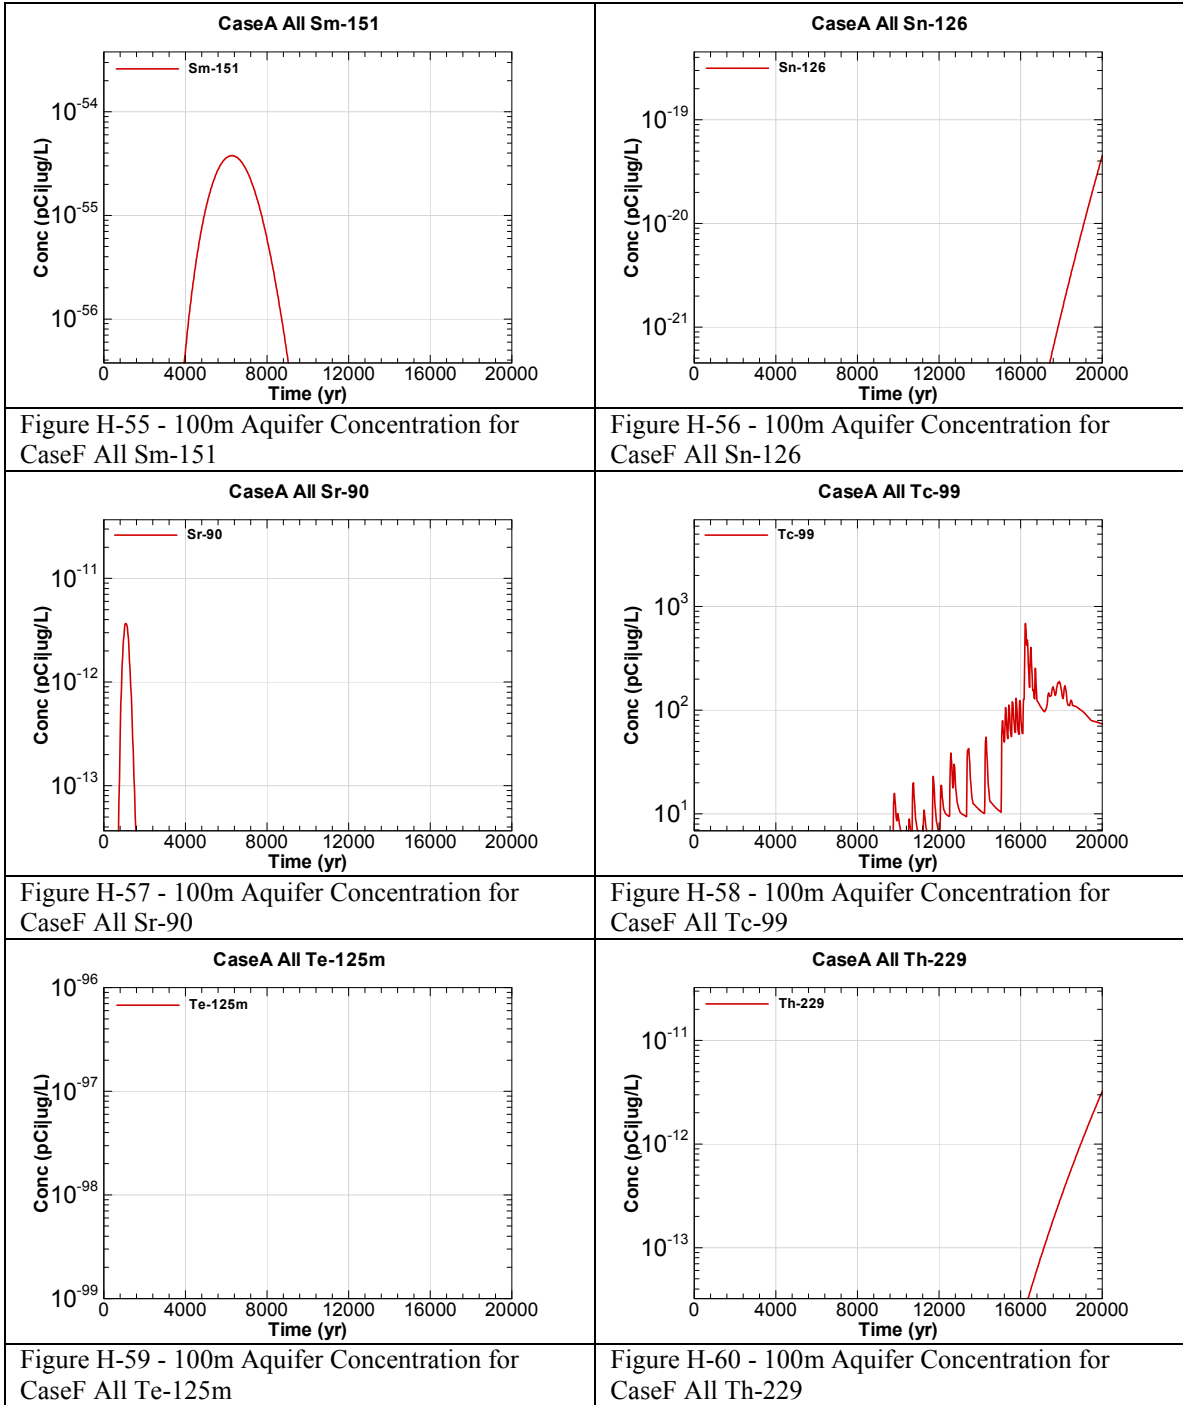 CaseA All Sm-151
Sm-151
Conc (pCi|ug/L)
10-54
10-55
10-56
0 4000 8000 12000 16000 20000
Time (yr)
Figure H-55 - 100m Aquifer Concentration for
CaseF All Sm-151
CaseA All Sn-126
Sn-126
Conc (pCi|ug/L)
10-19
10-20
10-21
0 4000 8000 12000 16000 20000
Time (yr)
Figure H-56 - 100m Aquifer Concentration for
CaseF All Sn-126
CaseA All Sr-90
Sr-90
Conc (pCi|ug/L)
10-11
10-12
10-13
0 4000 8000 12000 16000 20000
Time (yr)
Figure H-57 - 100m Aquifer Concentration for
CaseF All Sr-90
CaseA All Tc-99
Tc-99
Conc (pCi|ug/L)
103
102
101
0 4000 8000 12000 16000 20000
Time (yr)
Figure H-58 - 100m Aquifer Concentration for
CaseF All Tc-99
CaseA All Te-125m
Te-125m
Conc (pCi|ug/L)
10-96
10-97
10-98
10-99
0 4000 8000 12000 16000 20000
Time (yr)
Figure H-59 - 100m Aquifer Concentration for
CaseF All Te-125m
CaseA All Th-229
Th-229
Conc (pCi|ug/L)
10-11
10-12
10-13
0 4000 8000 12000 16000 20000
Time (yr)
Figure H-60 - 100m Aquifer Concentration for
CaseF All Th-229